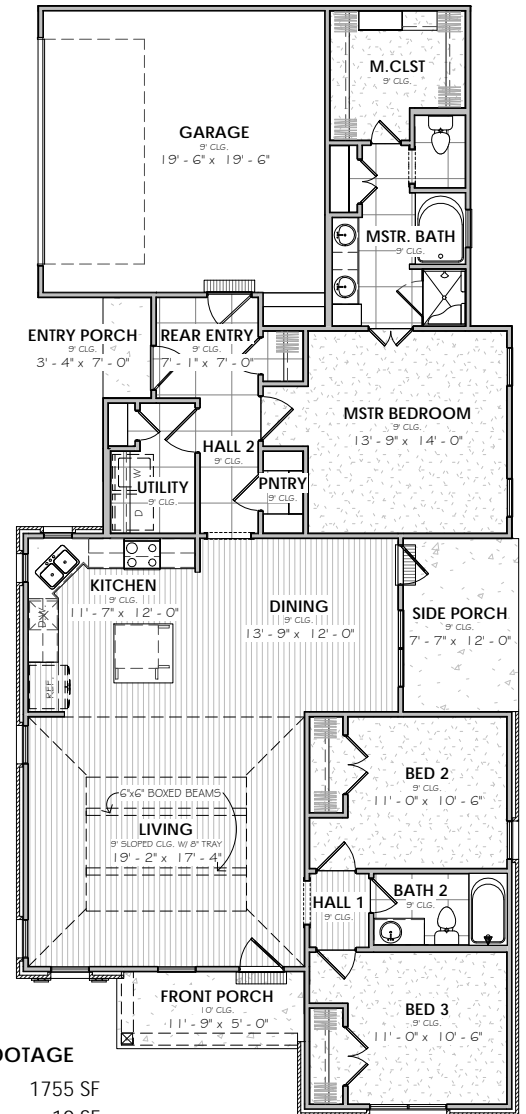 M.CLST
9' CLG.
GARAGE
9' CLG.
19' - 6" x 19' - 6"
MSTR. BATH
9' CLG.
ENTRY PORCH
9' CLG.
3' - 4" x 7' - 0"
REAR ENTRY
9' CLG.
7' - 1" x 7' - 0"
MSTR BEDROOM
9' CLG.
13' - 9" x 14' - 0"
HALL 2
9' CLG.
W
D
UTILITY
9' CLG.
PNTRY
9' CLG.
KITCHEN
9' CLG.
11' - 7" x 12' - 0"
D.W.
REF.
DINING
9' CLG.
13' - 9" x 12' - 0"
SIDE PORCH
9' CLG.
7' - 7" x 12' - 0"
BED 2
9' CLG.
11' - 0" x 10' - 6"
6"x6" BOXED BEAMS
LIVING
9' SLOPED CLG. W/ 8" TRAY
19' - 2" x 17' - 4"
HALL 1
9' CLG.
BATH 2
9' CLG.
FRONT PORCH
10' CLG.
11' - 9" x 5' - 0"
BED 3
9' CLG.
11' - 0" x 10' - 6"
OOTAGE
1755 SF